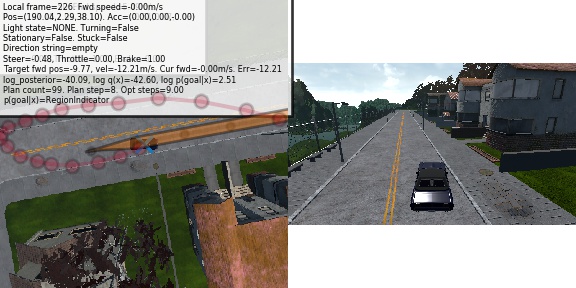 Local frame=226. Fwd speed=-0.00m/s
Pos=(190.04,2.29,38.10). Acc=(0.00,0.00,-0.00)
Light state=NONE. Turning=False
Stationary=False. Stuck=False
Direction string=empty
Steer=-0.48, Throttle=0.00, Brake=1.00
Target fwd pos=-9.77, vel=-12.21m/s. Cur fwd=-0.00m/s. Err=-12.21
log_posterior=-40.09, log q(x)=-42.60, log p(goal|x)=2.51
Plan count=99. Plan step=8. Opt steps=9.00
p(goal|x)=RegionIndicator